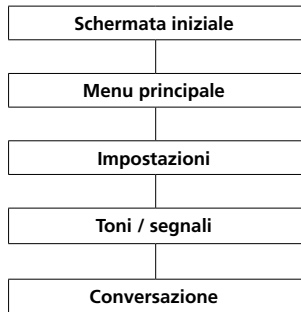 Schermata iniziale
Menu principale
Impostazioni
Toni / segnali
Conversazione